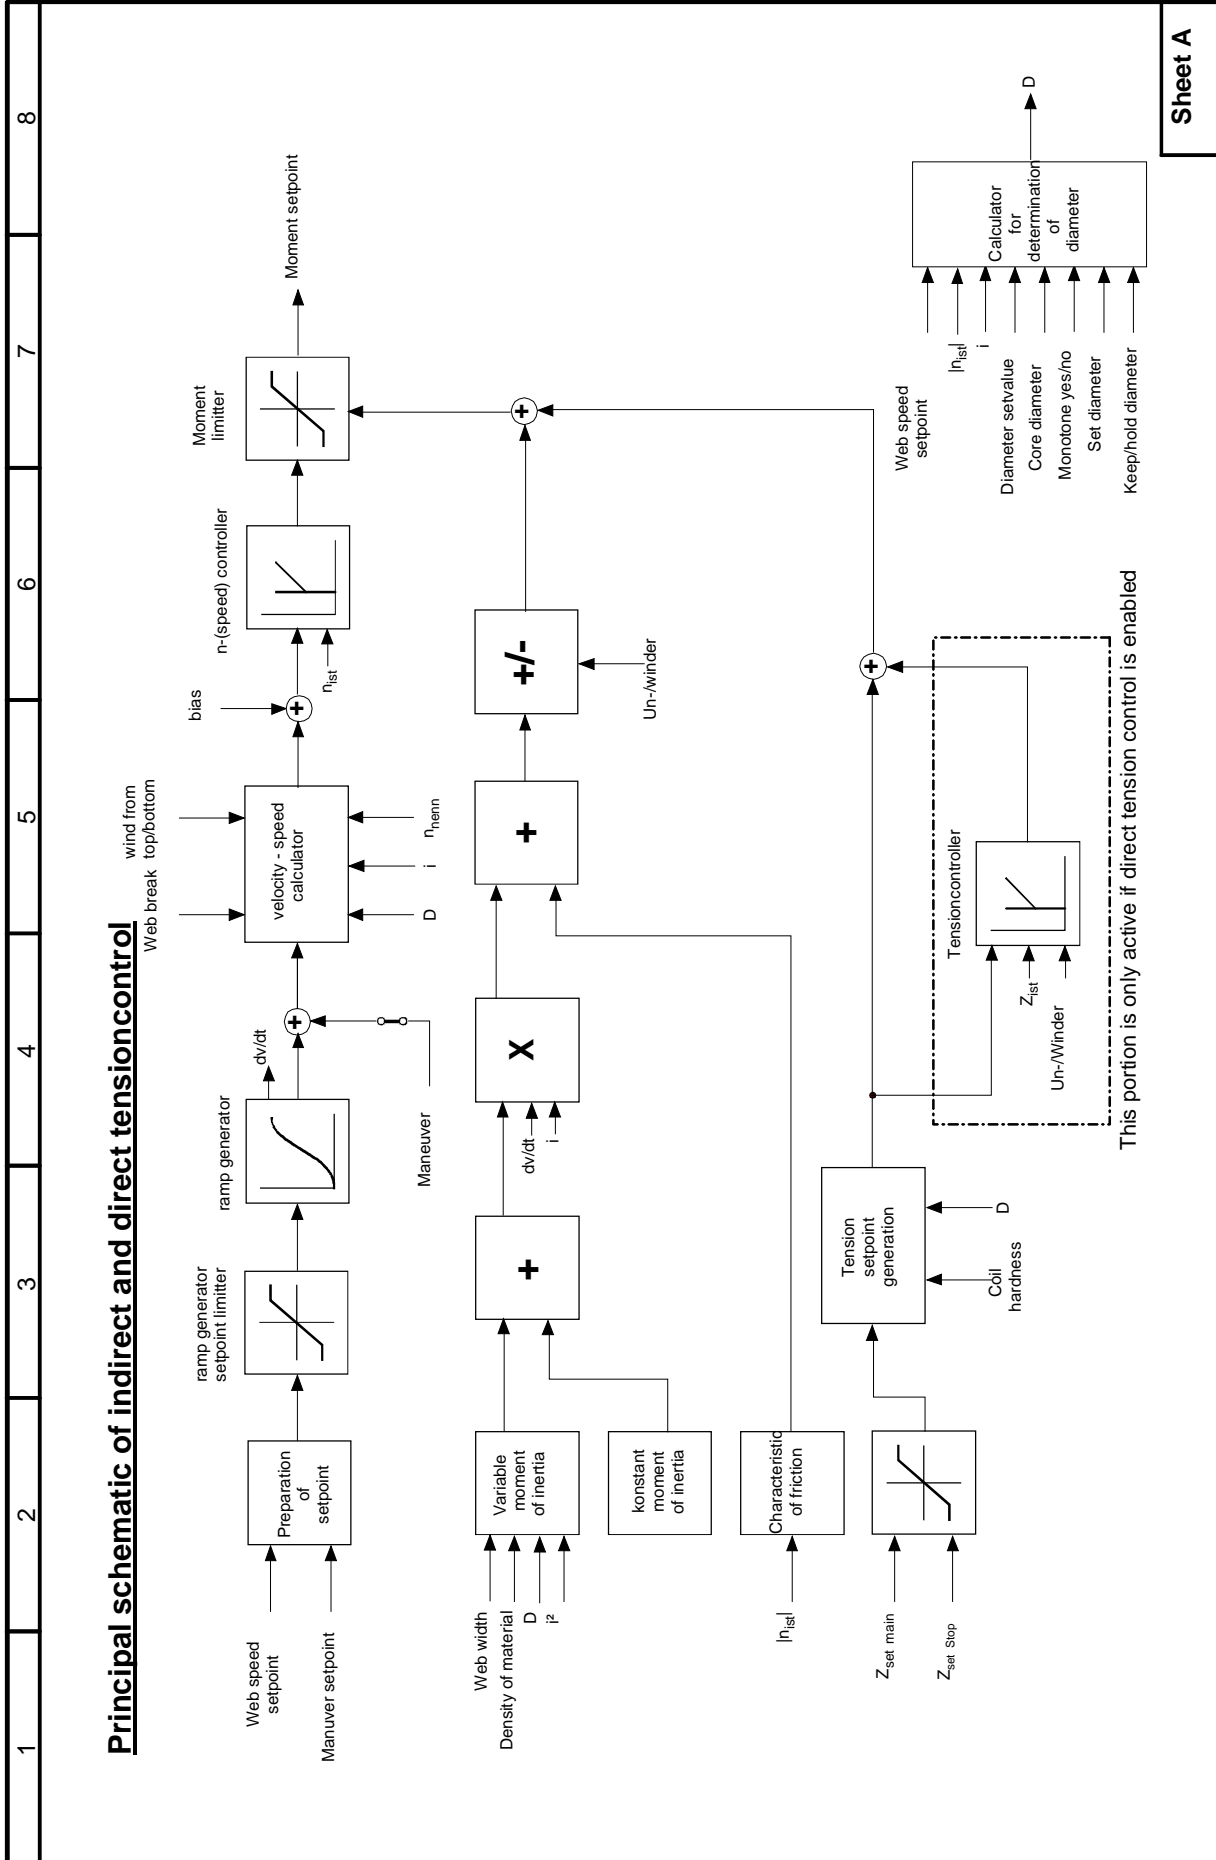 1
2
3
4
5
6
7
8
Principal schematic of indirect and direct tensioncontrol
Web speed
setpoint
Manuver setpoint
Preparation
of
setpoint
ramp generator
setpoint limitter
ramp generator
dv/dt
+
Maneuver
Web break
wind from
top/bottom
velocity - speed
calculator
D
i
n_nenn
bias
+
n-(speed) controller
n_ist
Moment
limitter
Moment setpoint
Web width
Density of material
D
i²
Variable
moment
of inertia
konstant
moment
of inertia
+
dv/dt
i
X
+
+/-
Un-/winder
+
|n_ist|
Characteristic
of friction
Z_set main
Z_set Stop
Tension
setpoint
generation
Coil
hardness
D
Tensioncontroller
Z_ist
Un-/Winder
+
This portion is only active if direct tension control is enabled
Web speed
setpoint
|n_ist|
i
Diameter setvalue
Core diameter
Monotone yes/no
Set diameter
Keep/hold diameter
Calculator
for
determination
of
diameter
D
Sheet A